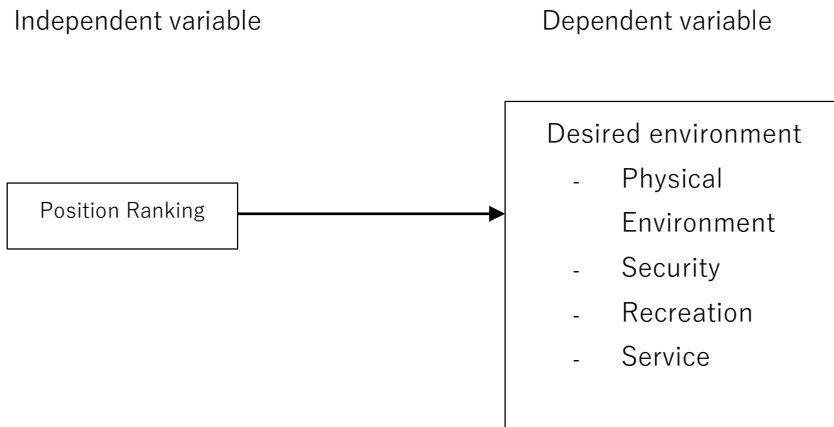 Independent variable
Dependent variable
Position Ranking
Desired environment
- Physical
Environment
- Security
- Recreation
- Service